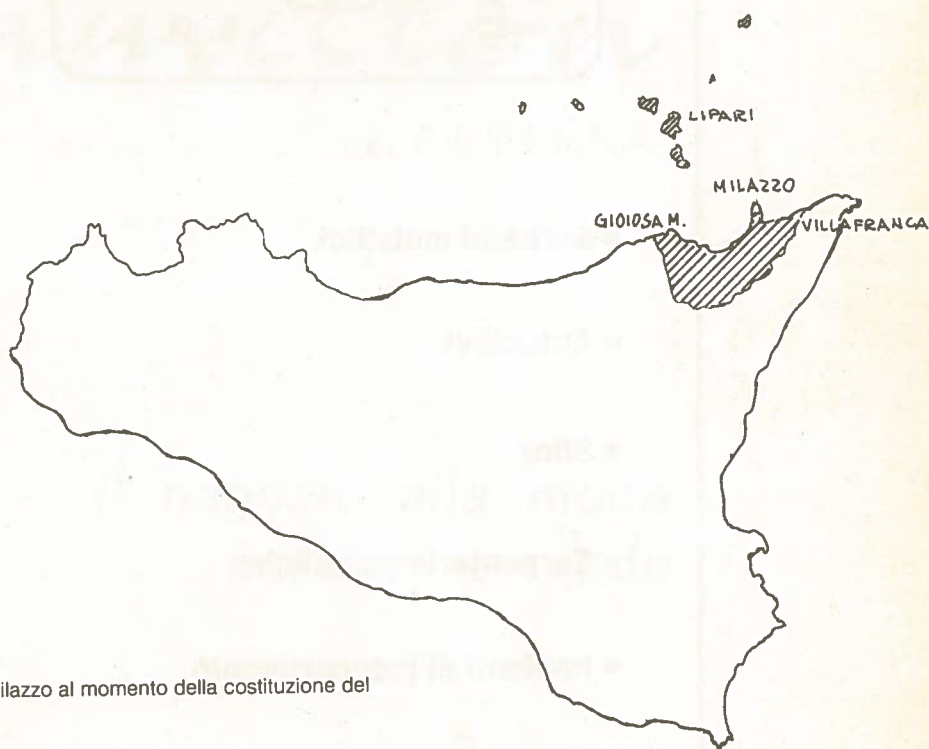 LIPARI
MILAZZO
GIOIOSA M.
VILLAFRANCA
ilazzo al momento della costituzione del